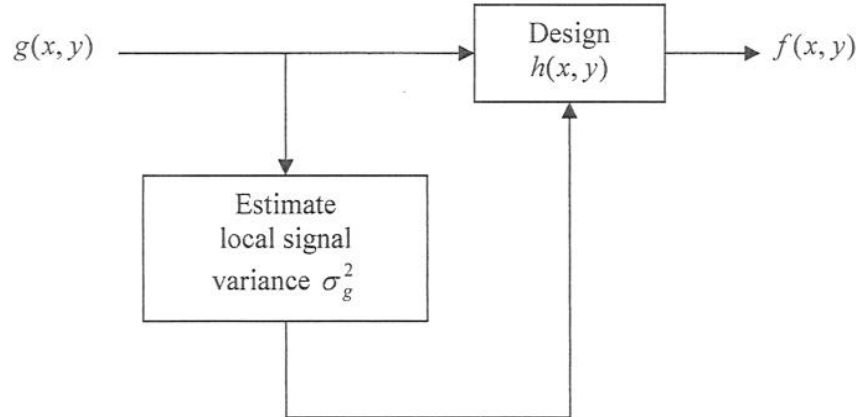 g(x, y)
Design
h(x, y)
f(x, y)
Estimate
local signal
variance σ_g^2